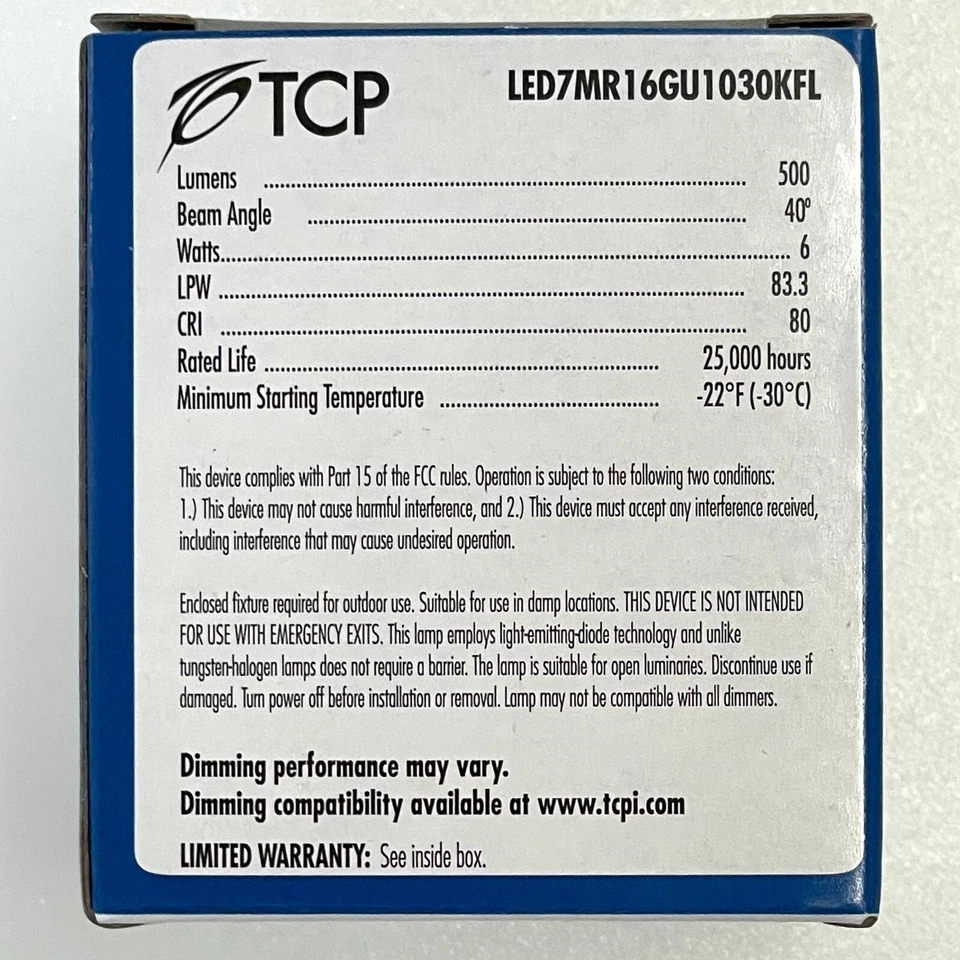 TCP
LED7MR16GU1030KFL
Lumens ........................ 500
Beam Angle ........................ 40°
Watts........................ 6
LPW ........................ 83.3
CRI ........................ 80
Rated Life ........................ 25,000 hours
Minimum Starting Temperature ........................ -22°F (-30°C)
This device complies with Part 15 of the FCC rules. Operation is subject to the following two conditions:
1.) This device may not cause harmful interference, and 2.) This device must accept any interference received,
including interference that may cause undesired operation.
Enclosed fixture required for outdoor use. Suitable for use in damp locations. THIS DEVICE IS NOT INTENDED
FOR USE WITH EMERGENCY EXITS. This lamp employs light-emitting-diode technology and unlike
tungsten-halogen lamps does not require a barrier. The lamp is suitable for open luminaries. Discontinue use if
damaged. Turn power off before installation or removal. Lamp may not be compatible with all dimmers.
Dimming performance may vary.
Dimming compatibility available at www.tcpi.com
LIMITED WARRANTY: See inside box.